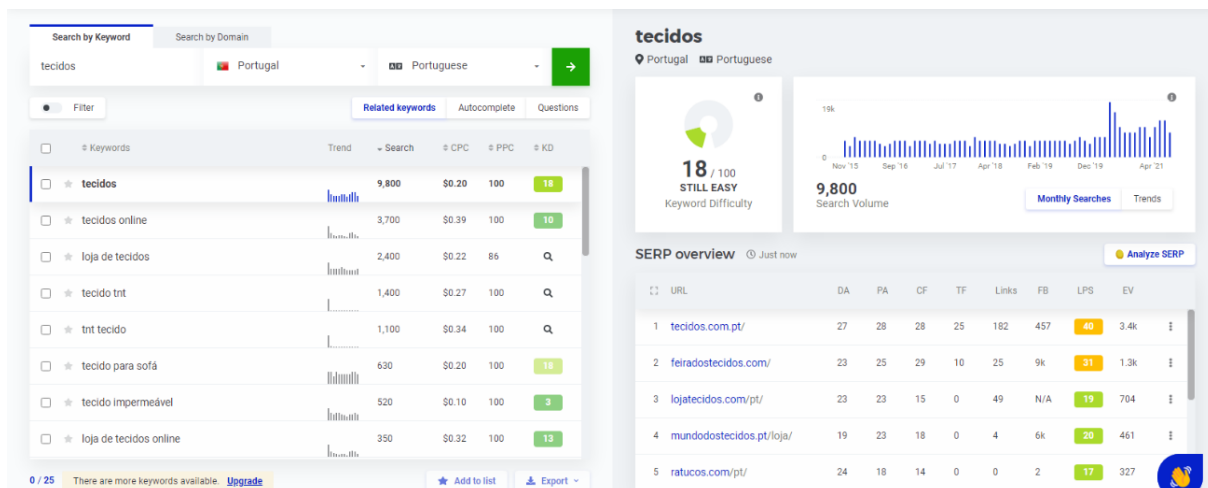 Search by Keyword Search by Domain
tecidos Portugal Portuguese
Filter Related keywords Autocomplete Questions
Keywords Trend Search CPC PPC KD
tecidos 9,800 $0.20 100 18
tecidos online 3,700 $0.39 100 10
loja de tecidos 2,400 $0.22 86
tecido tnt 1,400 $0.27 100
tnt tecido 1,100 $0.34 100
tecido para sofá 630 $0.20 100 19
tecido impermeável 520 $0.10 100 3
loja de tecidos online 350 $0.32 100 13
0 / 25 There are more keywords available. Upgrade Add to list Export
tecidos
Portugal Portuguese
18 / 100
STILL EASY
Keyword Difficulty
19k
0
Nov '15 Sep '16 Jul '17 Apr '18 Feb '19 Dec '19 Apr '21
9,800
Search Volume
Monthly Searches Trends
SERP overview Just now Analyze SERP
URL DA PA CF TF Links FB LPS EV
1 tecidos.com.pt/ 27 28 28 25 182 457 40 3.4k
2 feiradostecidos.com/ 23 25 29 10 25 9k 31 1.3k
3 lojatecidos.com/pt/ 23 23 15 0 49 N/A 19 704
4 mundodostecidos.pt/loja/ 19 23 18 0 4 6k 20 461
5 ratucos.com/pt/ 24 18 14 0 0 2 17 327